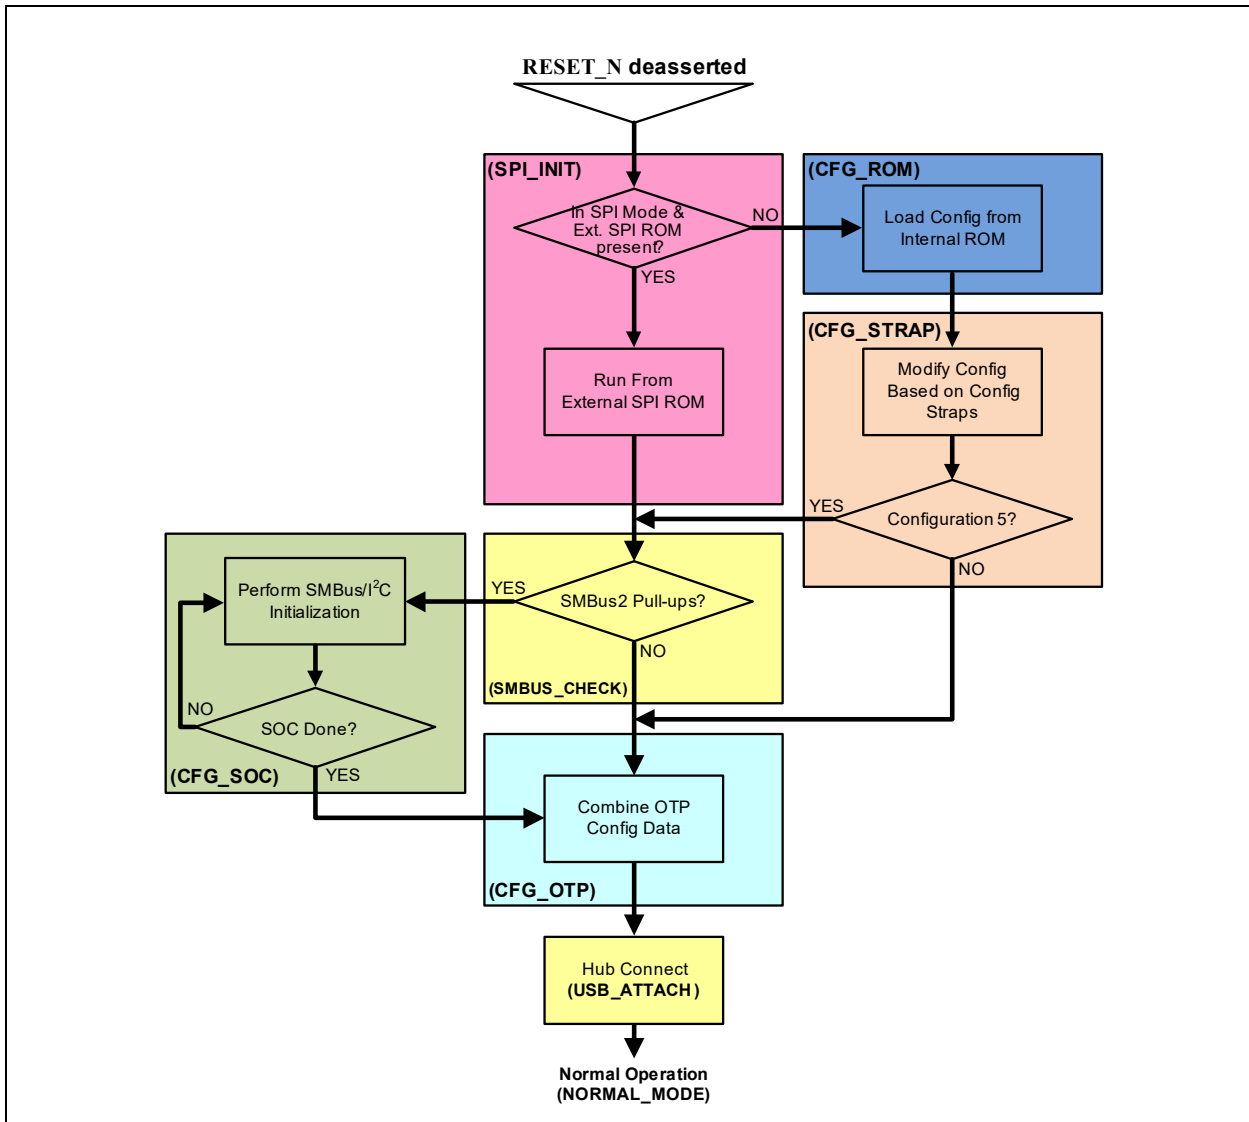 RESET_N deasserted
(SPI_INIT)
In SPI Mode &
Ext. SPI ROM
present?
NO
YES
Run From
External SPI ROM
(CFG_ROM)
Load Config from
Internal ROM
(CFG_STRAP)
Modify Config
Based on Config
Straps
Configuration 5?
YES
NO
SMBus2 Pull-ups?
YES
NO
(SMBUS_CHECK)
Perform SMBus/I²C
Initialization
SOC Done?
NO
YES
(CFG_SOC)
Combine OTP
Config Data
(CFG_OTP)
Hub Connect
(USB_ATTACH)
Normal Operation
(NORMAL_MODE)